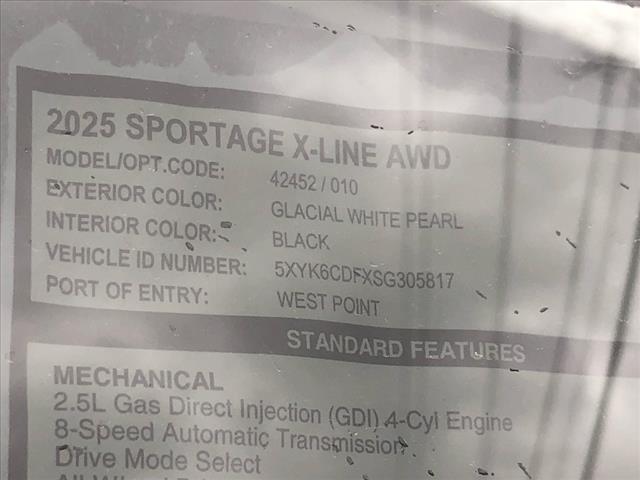 2025 SPORTAGE X-LINE AWD
MODEL/OPT.CODE: 42452 / 010
EXTERIOR COLOR: GLACIAL WHITE PEARL
INTERIOR COLOR: BLACK
VEHICLE ID NUMBER: 5XYK6CDFXSG305817
PORT OF ENTRY: WEST POINT
STANDARD FEATURES
MECHANICAL
2.5L Gas Direct Injection (GDI) 4-Cyl Engine
8-Speed Automatic Transmission
Drive Mode Select